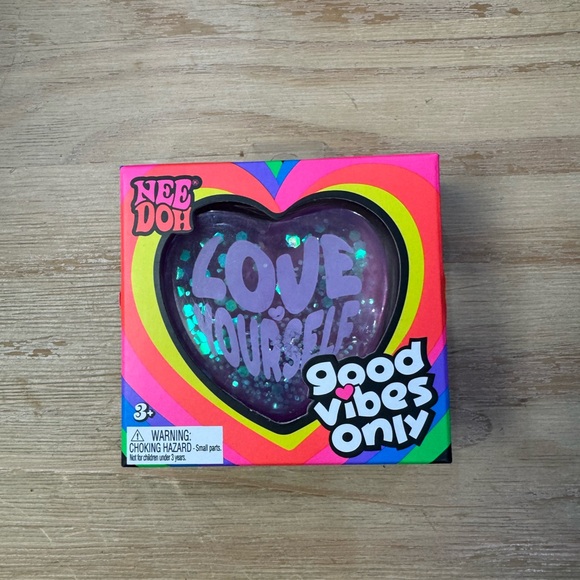 NEE
DOH
LOVE
YOURSELF
good
vibes
only
3+
WARNING:
CHOKING HAZARD - Small parts.
Not for children under 3 years.